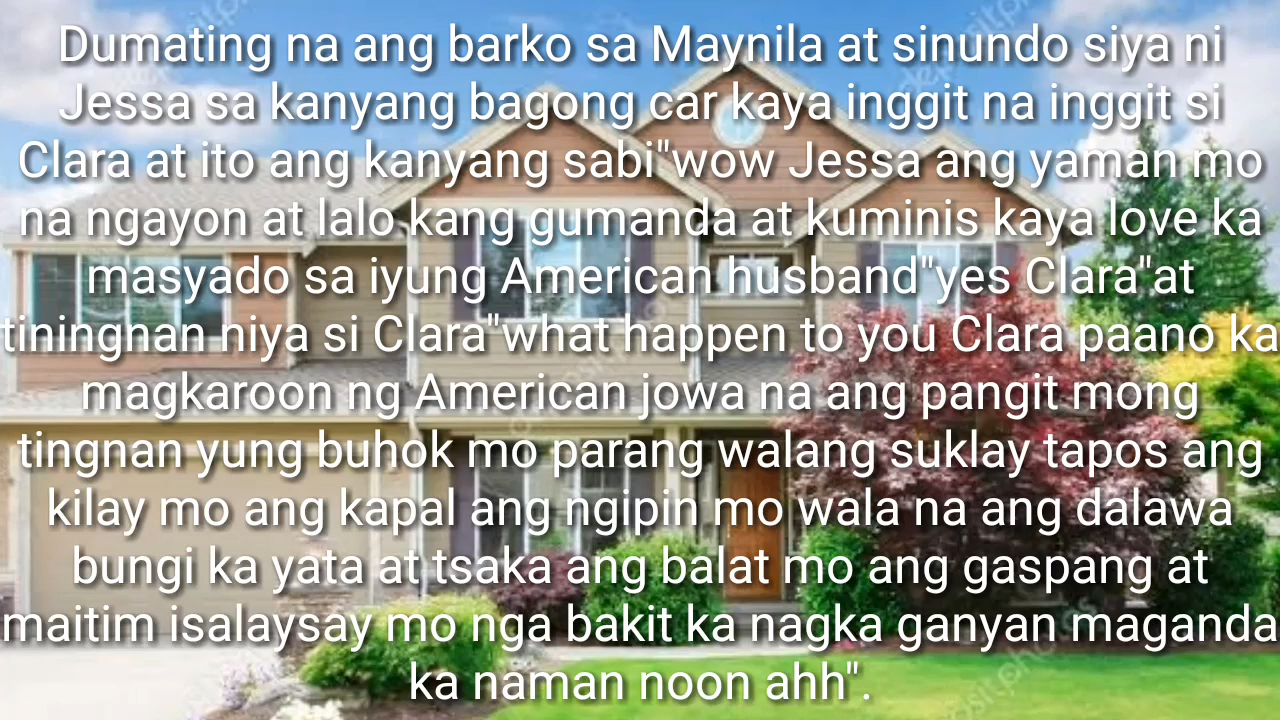 Dumating na ang barko sa Maynila at sinundo siya ni
Jessa sa kanyang bagong car kaya inggit na inggit si
Clara at ito ang kanyang sabi"wow Jessa ang yaman mo
na ngayon at lalo kang gumanda at kuminis kaya love ka
masyado sa iyung American husband"yes Clara"at
tiningnan niya si Clara"what happen to you Clara paano ka
magkaroon ng American jowa na ang pangit mong
tingnan yung buhok mo parang walang suklay tapos ang
kilay mo ang kapal ang ngipin mo wala na ang dalawa
bungi ka yata at tsaka ang balat mo ang gaspang at
maitim isalaysay mo nga bakit ka nagka ganyan maganda
ka naman noon ahh".